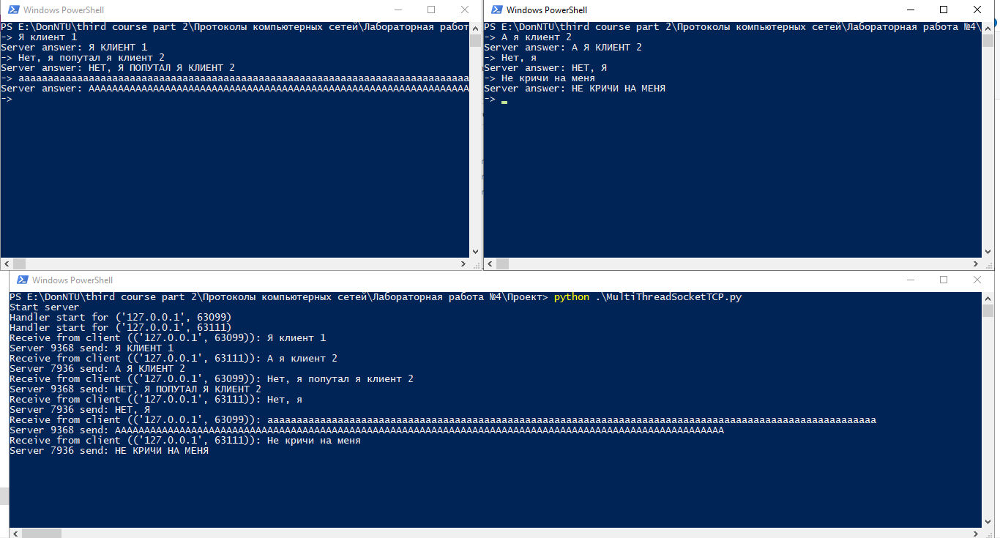 Windows PowerShell
PS E:\DonNTU\third course part 2\Протоколы компьютерных сетей\Лабораторная работ
-> Я клиент 1
Server answer: Я КЛИЕНТ 1
-> Нет, я попутал я клиент 2
Server answer: НЕТ, Я ПОПУТАЛ Я КЛИЕНТ 2
-> ааааааааааааааааааааааааааааааааааааааааааааааааааааааааааааааааааааааааааааа
Server answer: ААААААААААААААААААААААААААААААААААААААААААААААААААААААААААААААААА
->
Windows PowerShell
PS E:\DonNTU\third course part 2\Протоколы компьютерных сетей\Лабораторная работа №4\
-> А я клиент 2
Server answer: А Я КЛИЕНТ 2
-> Нет, я
Server answer: НЕТ, Я
-> Не кричи на меня
Server answer: НЕ КРИЧИ НА МЕНЯ
->
Windows PowerShell
PS E:\DonNTU\third course part 2\Протоколы компьютерных сетей\Лабораторная работа №4\Проект> python .\MultiThreadSocketTCP.py
Start server
Handler start for ('127.0.0.1', 63099)
Handler start for ('127.0.0.1', 63111)
Receive from client (('127.0.0.1', 63099)): Я клиент 1
Server 9368 send: Я КЛИЕНТ 1
Receive from client (('127.0.0.1', 63111)): А я клиент 2
Server 7936 send: А Я КЛИЕНТ 2
Receive from client (('127.0.0.1', 63099)): Нет, я попутал я клиент 2
Server 9368 send: НЕТ, Я ПОПУТАЛ Я КЛИЕНТ 2
Receive from client (('127.0.0.1', 63111)): Нет, я
Server 7936 send: НЕТ, Я
Receive from client (('127.0.0.1', 63099)): аааааааааааааааааааааааааааааааааааааааааааааааааааааааааааааааааааааааааааааааааааааааааааааааааааааааа
Server 9368 send: АААААААААААААААААААААААААААААААААААААААААААААААААААААААААААААААААААААААААААААААААААААААААААААААААААААААА
Receive from client (('127.0.0.1', 63111)): Не кричи на меня
Server 7936 send: НЕ КРИЧИ НА МЕНЯ